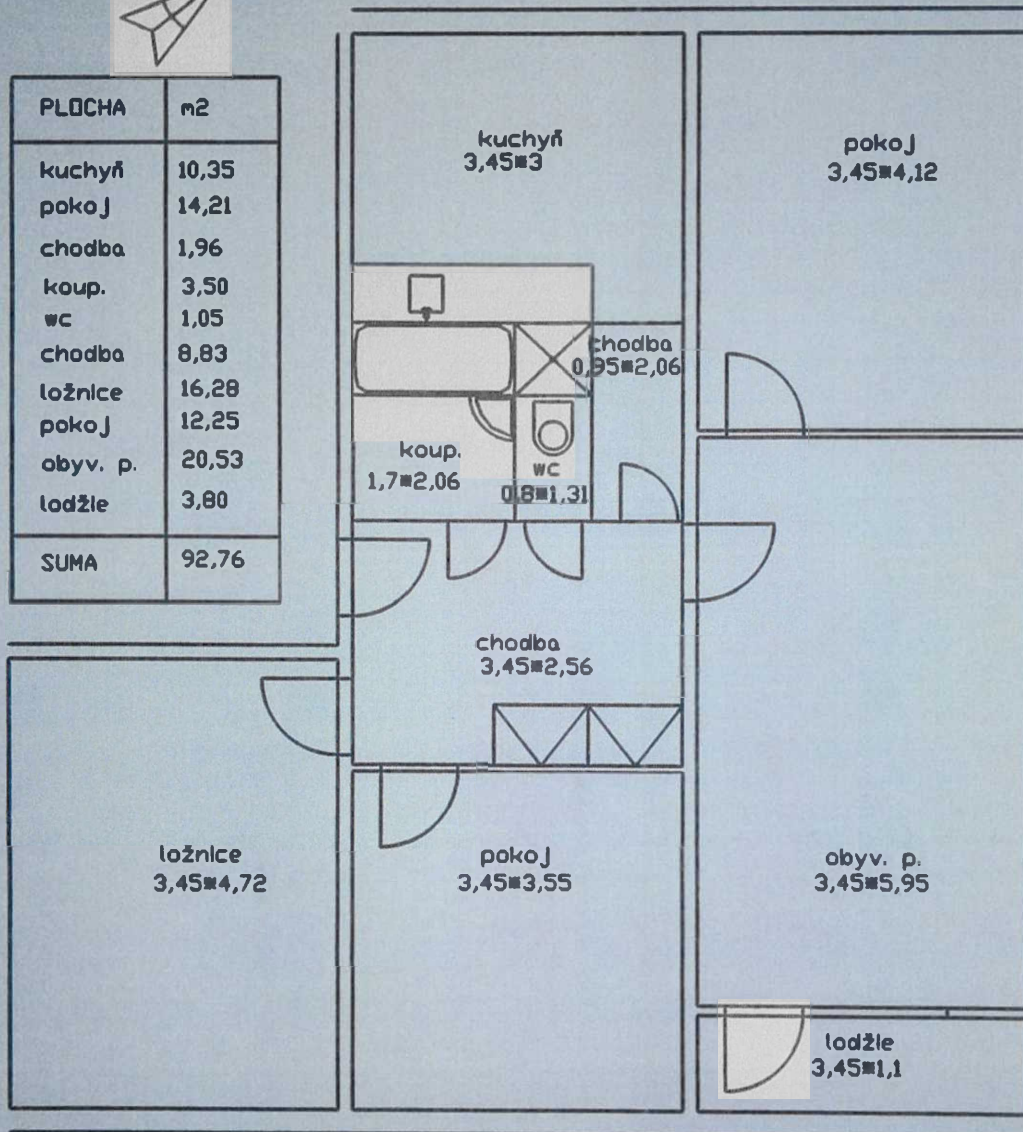 PLOCHA m2
kuchyň 10,35
pokoj 14,21
chodba 1,96
koup. 3,50
wc 1,05
chodba 8,83
ložnice 16,28
pokoj 12,25
obyv. p. 20,53
lodžie 3,80
SUMA 92,76
kuchyň
3,45*3
pokoj
3,45*4,12
chodba
0,95*2,06
koup.
1,7*2,06
wc
0,8*1,31
chodba
3,45*2,56
ložnice
3,45*4,72
pokoj
3,45*3,55
obyv. p.
3,45*5,95
lodžie
3,45*1,1